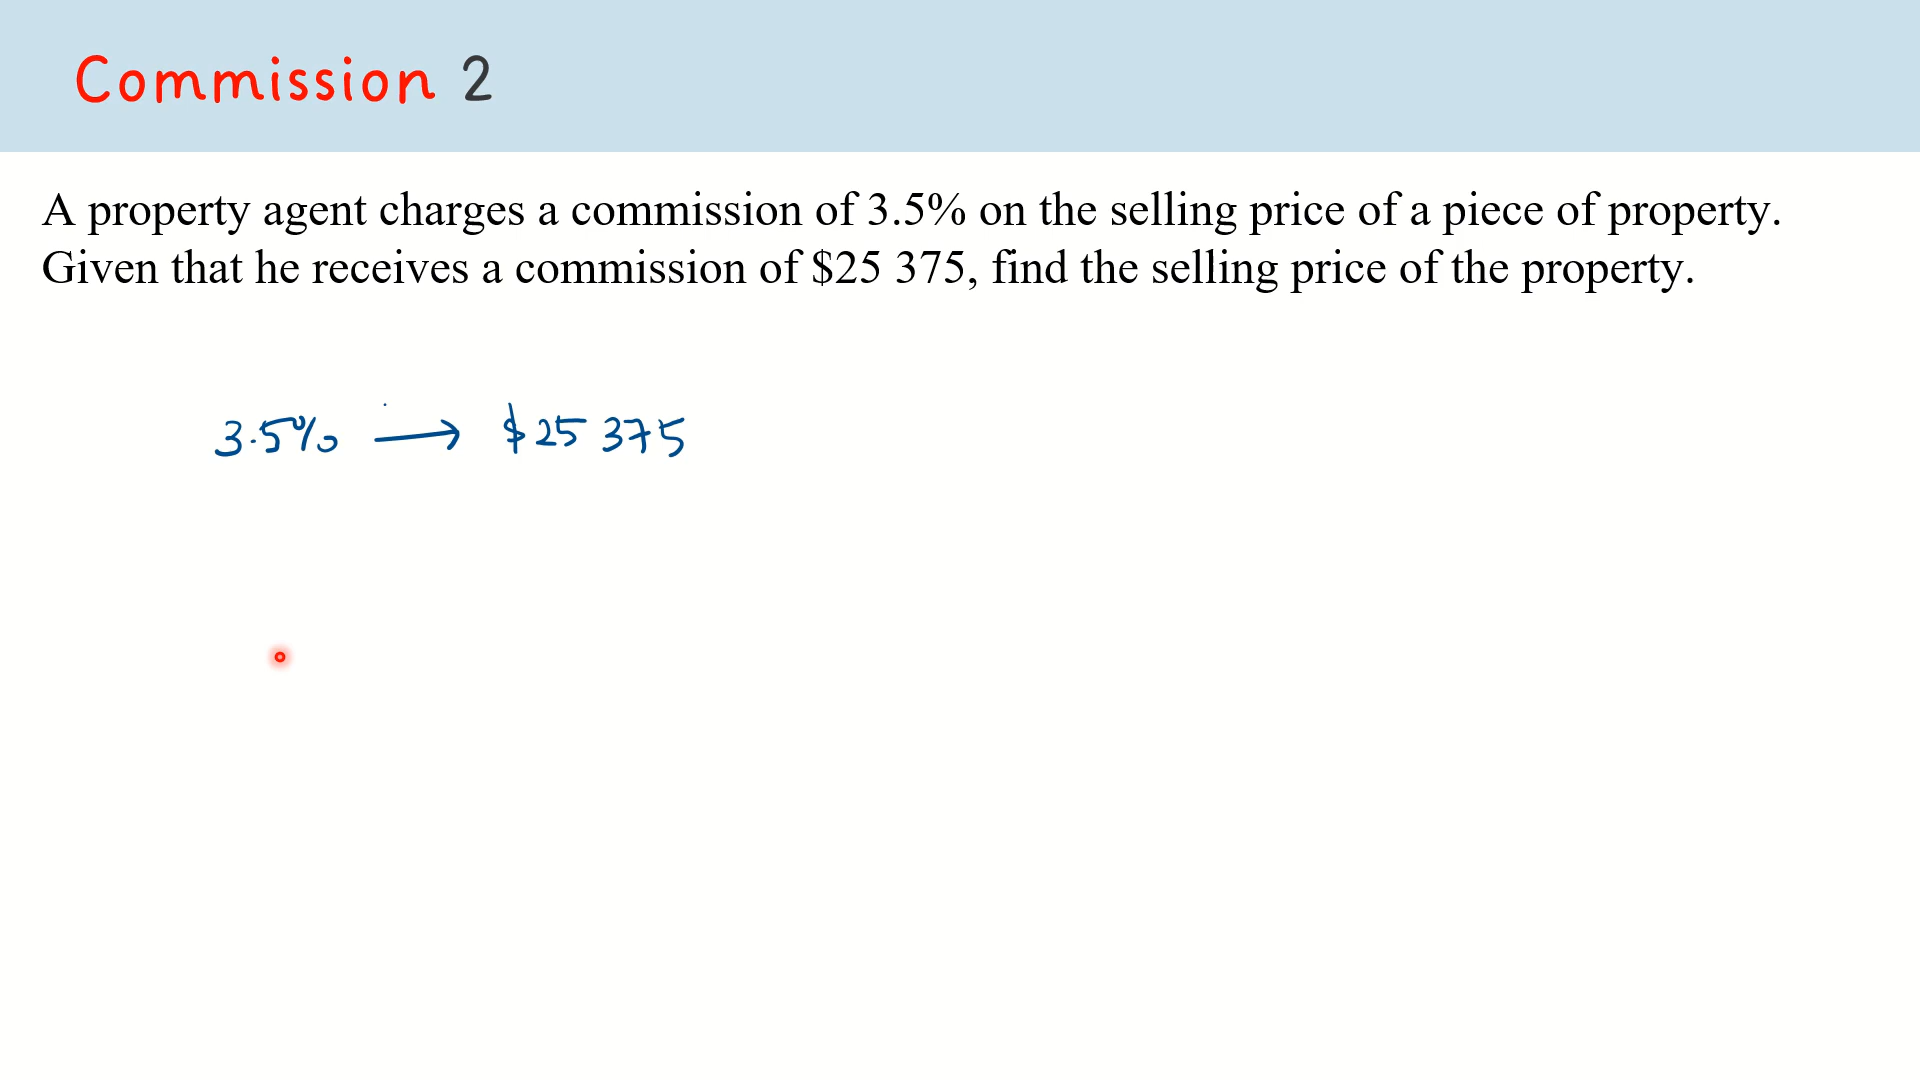 Commission 2
A property agent charges a commission of 3.5% on the selling price of a piece of property.
Given that he receives a commission of $25 375, find the selling price of the property.
3.5% → $25 375